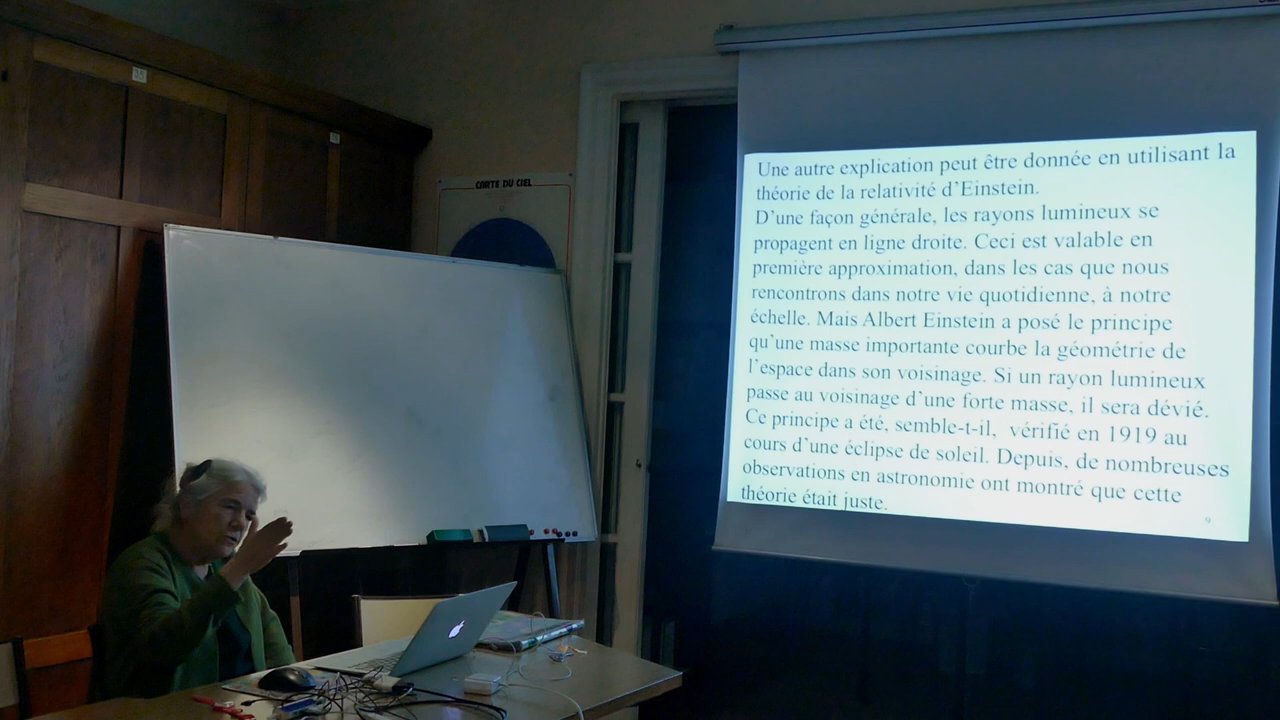 CARTE DU CIEL
Une autre explication peut être donnée en utilisant la
théorie de la relativité d'Einstein.
D'une façon générale, les rayons lumineux se
propagent en ligne droite. Ceci est valable en
première approximation, dans les cas que nous
rencontrons dans notre vie quotidienne, à notre
échelle. Mais Albert Einstein a posé le principe
qu'une masse importante courbe la géométrie de
l'espace dans son voisinage. Si un rayon lumineux
passe au voisinage d'une forte masse, il sera dévié.
Ce principe a été, semble-t-il, vérifié en 1919 au
cours d'une éclipse de soleil. Depuis, de nombreuses
observations en astronomie ont montré que cette
théorie était juste.